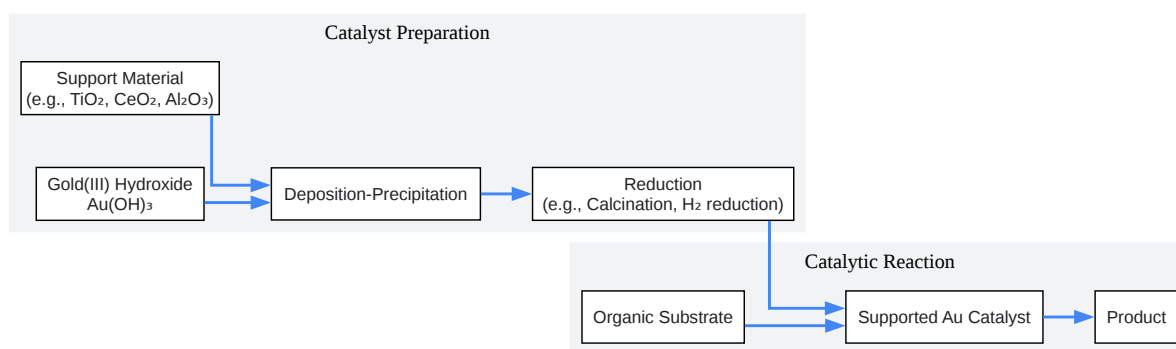 Catalyst Preparation
Support Material
(e.g., TiO₂, CeO₂, Al₂O₃)
Gold(III) Hydroxide
Au(OH)₃
Deposition-Precipitation
Reduction
(e.g., Calcination, H₂ reduction)
Catalytic Reaction
Organic Substrate
Supported Au Catalyst
Product